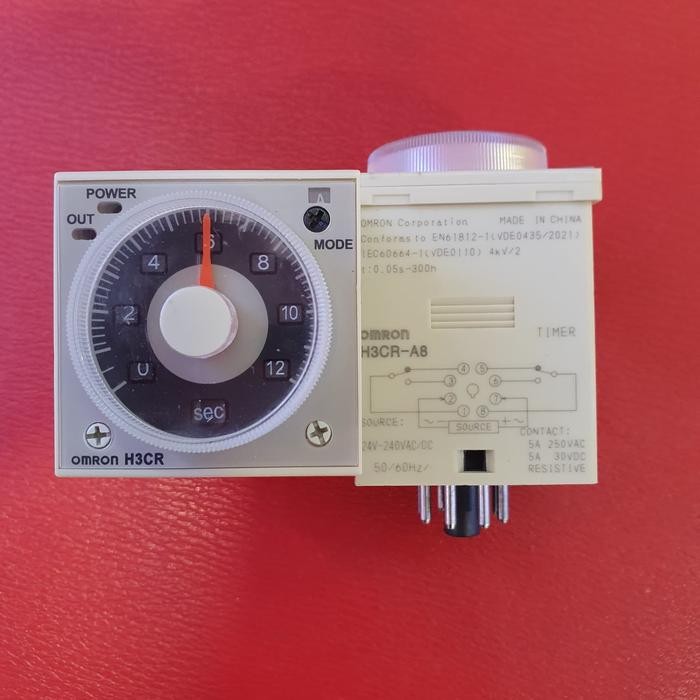 POWER
OUT
A
MODE
0
2
4
6
8
10
12
sec
OMRON H3CR
OMRON Corporation MADE IN CHINA
Conforms to EN61812-1(VDE0435/2021)
IEC60664-1(VDE0110) 4kV/2
t:0.05s-300h
OMRON TIMER
H3CR-A8
4 5
3 6
2 7
1 8
~ SOURCE + ~
SOURCE: CONTACT:
24V-240VAC/DC 5A 250VAC
5A 30VDC
50/60Hz RESISTIVE